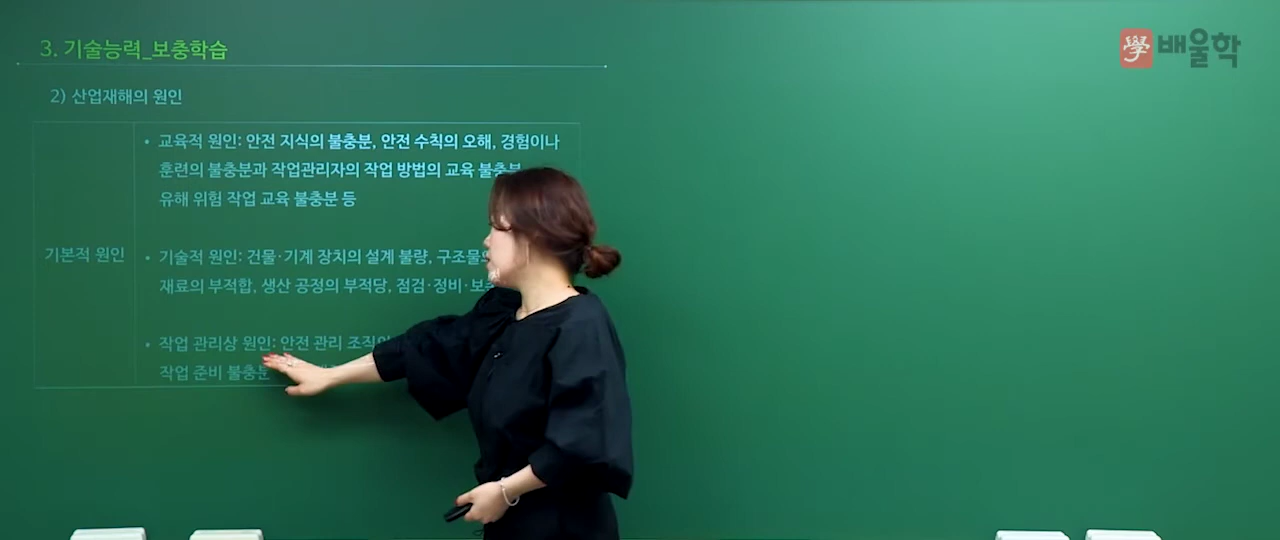 3. 기술능력_보충학습
學 배울학
2) 산업재해의 원인
• 교육적 원인: 안전 지식의 불충분, 안전 수칙의 오해, 경험이나
훈련의 불충분과 작업관리자의 작업 방법의 교육 불충분
유해 위험 작업 교육 불충분 등
기본적 원인
• 기술적 원인: 건물·기계 장치의 설계 불량, 구조물의
재료의 부적합, 생산 공정의 부적당, 점검·정비·보존
• 작업 관리상 원인: 안전 관리 조직의
작업 준비 불충분